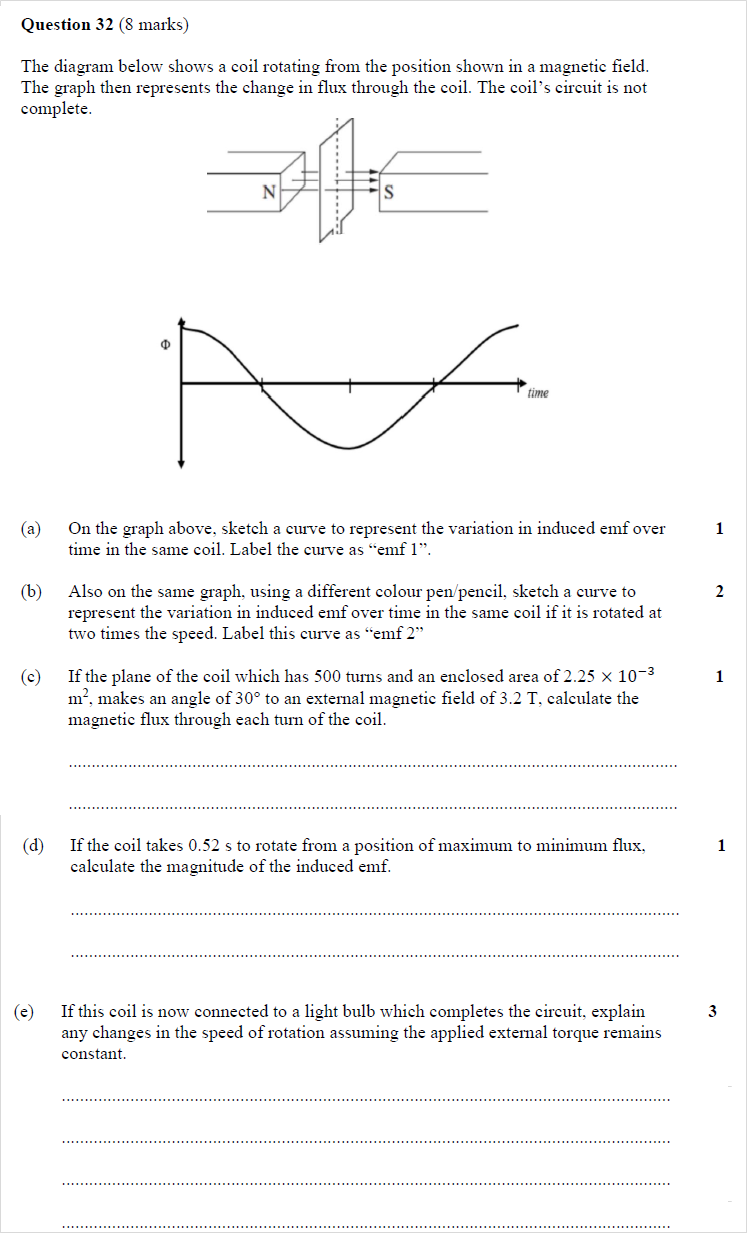 Question 32 (8 marks)
The diagram below shows a coil rotating from the position shown in a magnetic field.
The graph then represents the change in flux through the coil. The coil's circuit is not
complete.
N
S
Φ
time
(a) On the graph above, sketch a curve to represent the variation in induced emf over 1
time in the same coil. Label the curve as "emf 1".
(b) Also on the same graph, using a different colour pen/pencil, sketch a curve to 2
represent the variation in induced emf over time in the same coil if it is rotated at
two times the speed. Label this curve as "emf 2"
(c) If the plane of the coil which has 500 turns and an enclosed area of 2.25 × 10⁻³ 1
m², makes an angle of 30° to an external magnetic field of 3.2 T, calculate the
magnetic flux through each turn of the coil.
(d) If the coil takes 0.52 s to rotate from a position of maximum to minimum flux, 1
calculate the magnitude of the induced emf.
(e) If this coil is now connected to a light bulb which completes the circuit, explain 3
any changes in the speed of rotation assuming the applied external torque remains
constant.